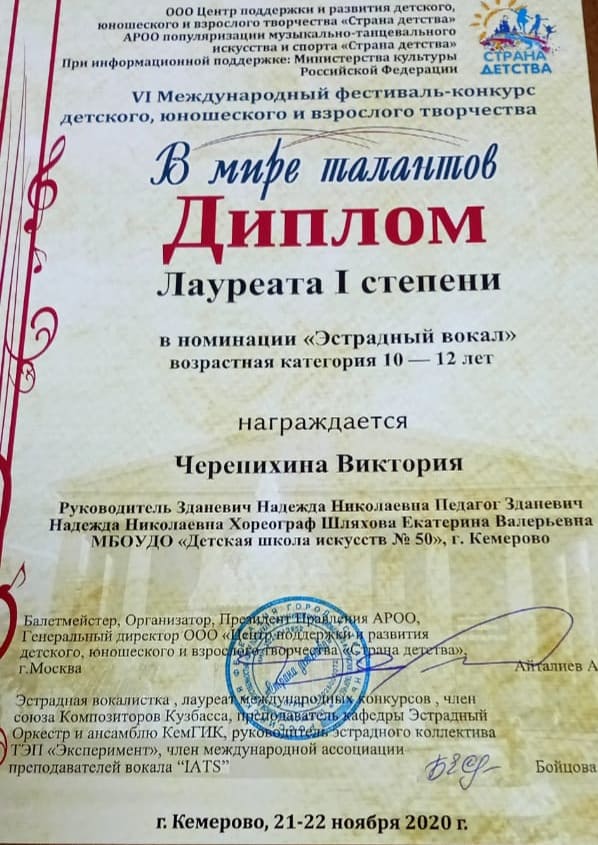 ООО Центр поддержки и развития детского,
юношеского и взрослого творчества «Страна детства»
АРОО популяризации музыкально-танцевального
искусства и спорта «Страна детства»
При информационной поддержке: Министерства культуры
Российской Федерации
СТРАНА
ДЕТСТВА
VI Международный фестиваль-конкурс
детского, юношеского и взрослого творчества
В мире талантов
Диплом
Лауреата I степени
в номинации «Эстрадный вокал»
возрастная категория 10 — 12 лет
награждается
Черепихина Виктория
Руководитель Зданевич Надежда Николаевна Педагог Зданевич
Надежда Николаевна Хореограф Шляхова Екатерина Валерьевна
МБОУДО «Детская школа искусств № 50», г. Кемерово
Балетмейстер, Организатор, Президент Правления АРОО,
Генеральный директор ООО «Центр поддержки и развития
детского, юношеского и взрослого творчества «Страна детства»,
г.Москва
Айталиев А
Эстрадная вокалистка , лауреат международных конкурсов , член
союза Композиторов Кузбасса, преподаватель кафедры Эстрадный
Оркестр и ансамблю КемГИК, руководитель эстрадного коллектива
ТЭП «Эксперимент», член международной ассоциации
преподавателей вокала “IATS”
Бойцова
г. Кемерово, 21-22 ноября 2020 г.